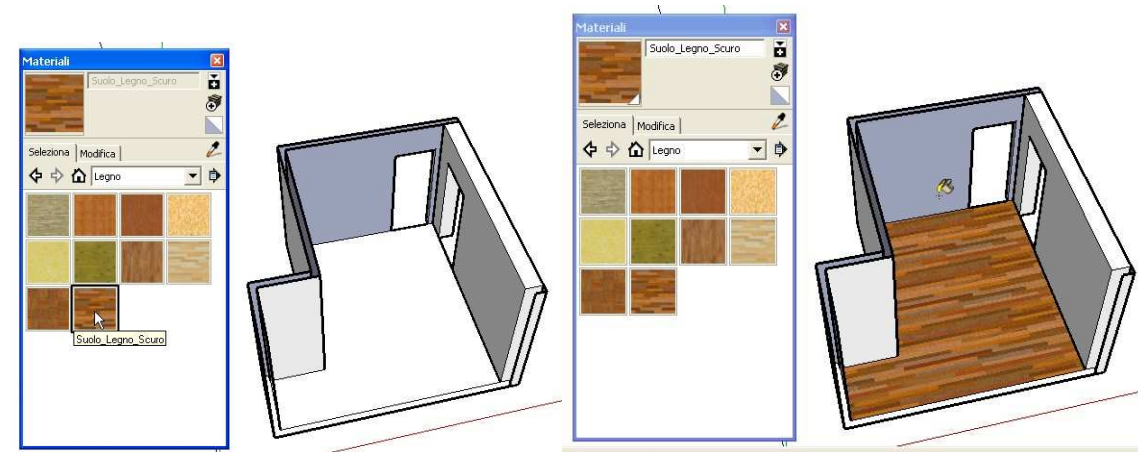 Materiali
Suolo_Legno_Scuro
Seleziona
Modifica
Legno
Suolo_Legno_Scuro
Materiali
Suolo_Legno_Scuro
Seleziona
Modifica
Legno